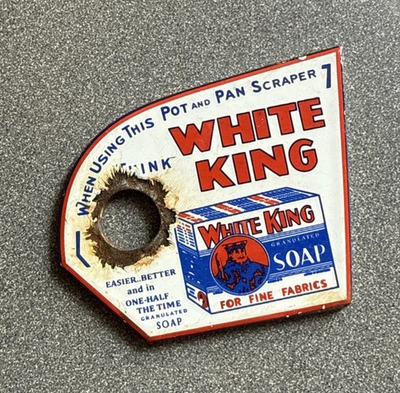 WHEN USING THIS POT AND PAN SCRAPER
WHITE
KING
WHITE KING
GRANULATED
SOAP
FOR FINE FABRICS
EASIER..BETTER
and in
ONE-HALF
THE TIME
GRANULATED
SOAP